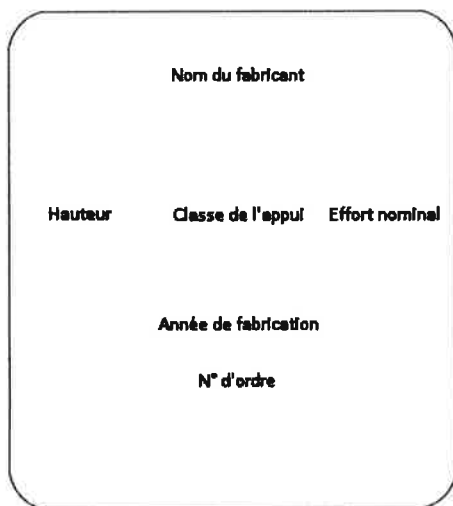 Nom du fabricant
Hauteur Classe de l'appui Effort nominal
Année de fabrication
N° d'ordre